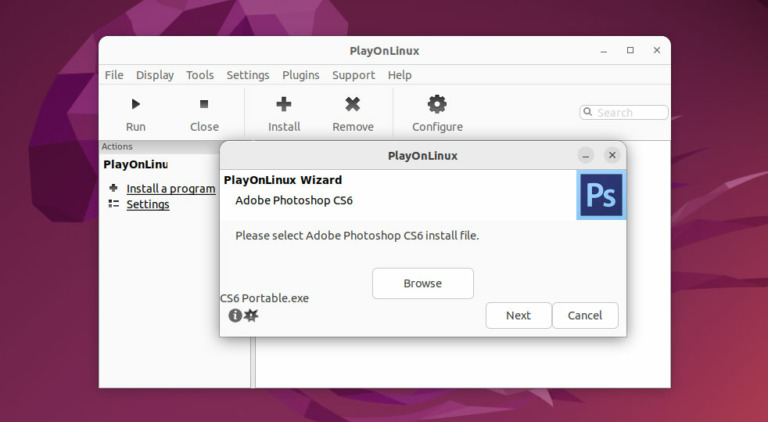 PlayOnLinux
File Display Tools Settings Plugins Support Help
Run Close Install Remove Configure
Search
Actions
PlayOnLinu
Install a program
Settings
PlayOnLinux
PlayOnLinux Wizard
Adobe Photoshop CS6
Ps
Please select Adobe Photoshop CS6 install file.
Browse
CS6 Portable.exe
Next Cancel